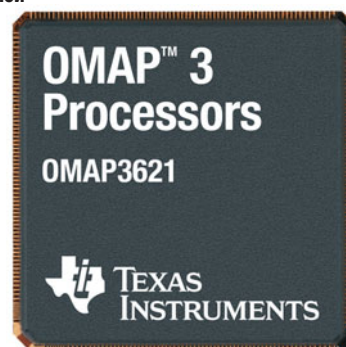 OMAP™ 3
Processors
OMAP3621
TEXAS
INSTRUMENTS